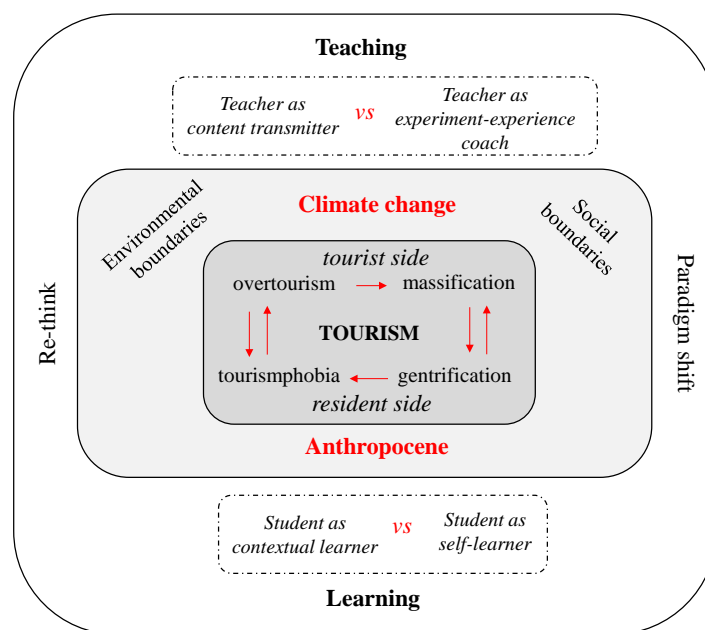 Teaching
Teacher as
content transmitter
vs
Teacher as
experiment-experience
coach
Environmental
boundaries
Climate change
Social
boundaries
Re-think
Paradigm shift
tourist side
overtourism
massification
TOURISM
tourismphobia
gentrification
resident side
Anthropocene
Student as
contextual learner
vs
Student as
self-learner
Learning